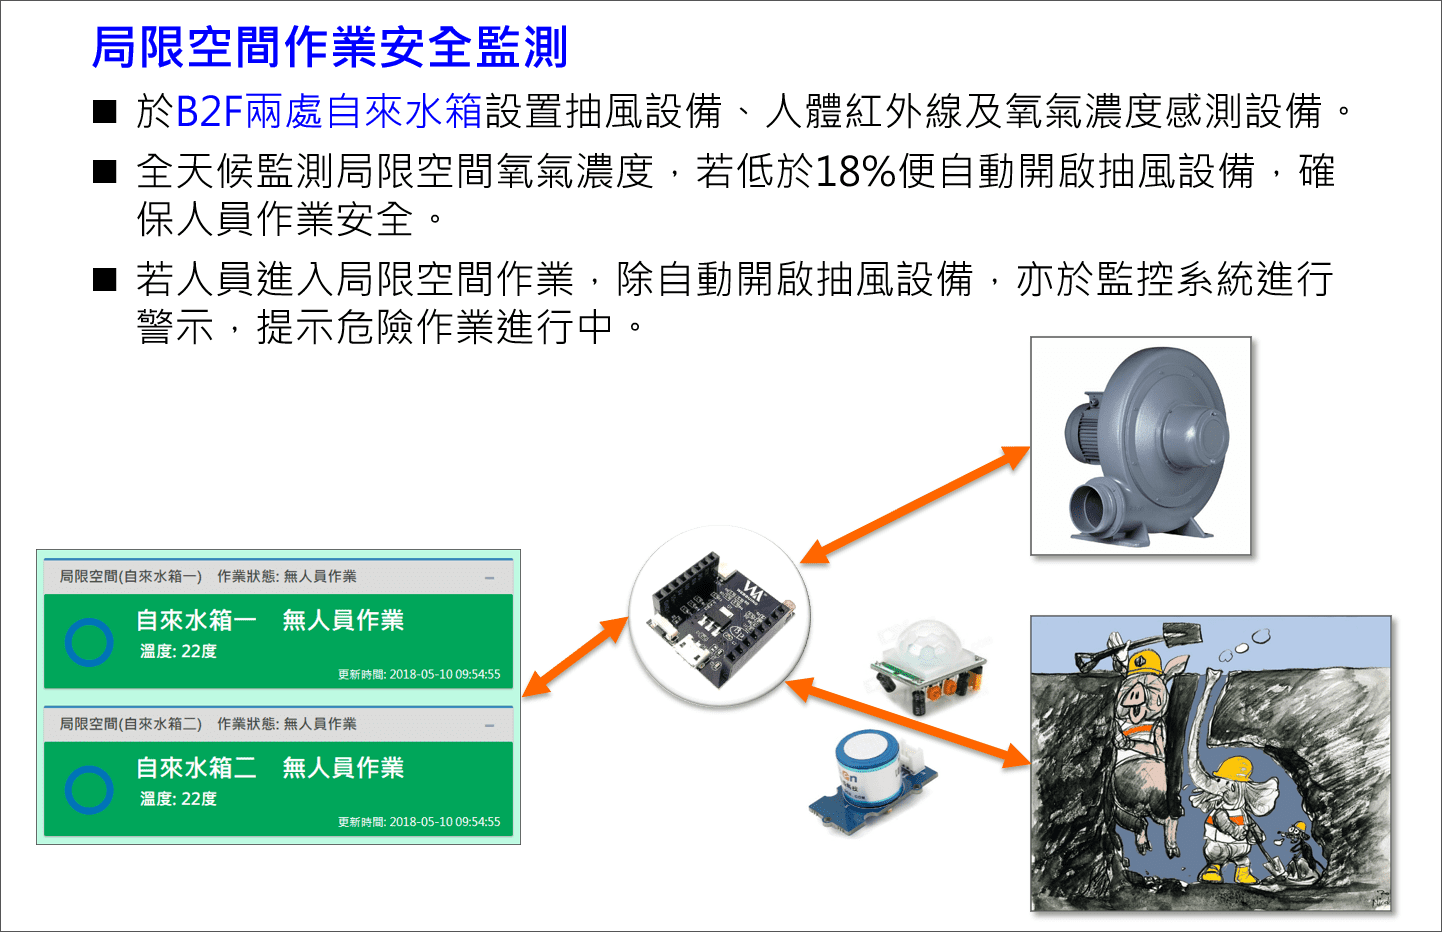 局限空間作業安全監測
■ 於B2F兩處自來水箱設置抽風設備、人體紅外線及氧氣濃度感測設備。
■ 全天候監測局限空間氧氣濃度，若低於18%便自動開啟抽風設備，確
保人員作業安全。
■ 若人員進入局限空間作業，除自動開啟抽風設備，亦於監控系統進行
警示，提示危險作業進行中。
局限空間(自來水箱一) 作業狀態: 無人員作業
自來水箱一 無人員作業
溫度: 22度
更新時間: 2018-05-10 09:54:55
局限空間(自來水箱二) 作業狀態: 無人員作業
自來水箱二 無人員作業
溫度: 22度
更新時間: 2018-05-10 09:54:55